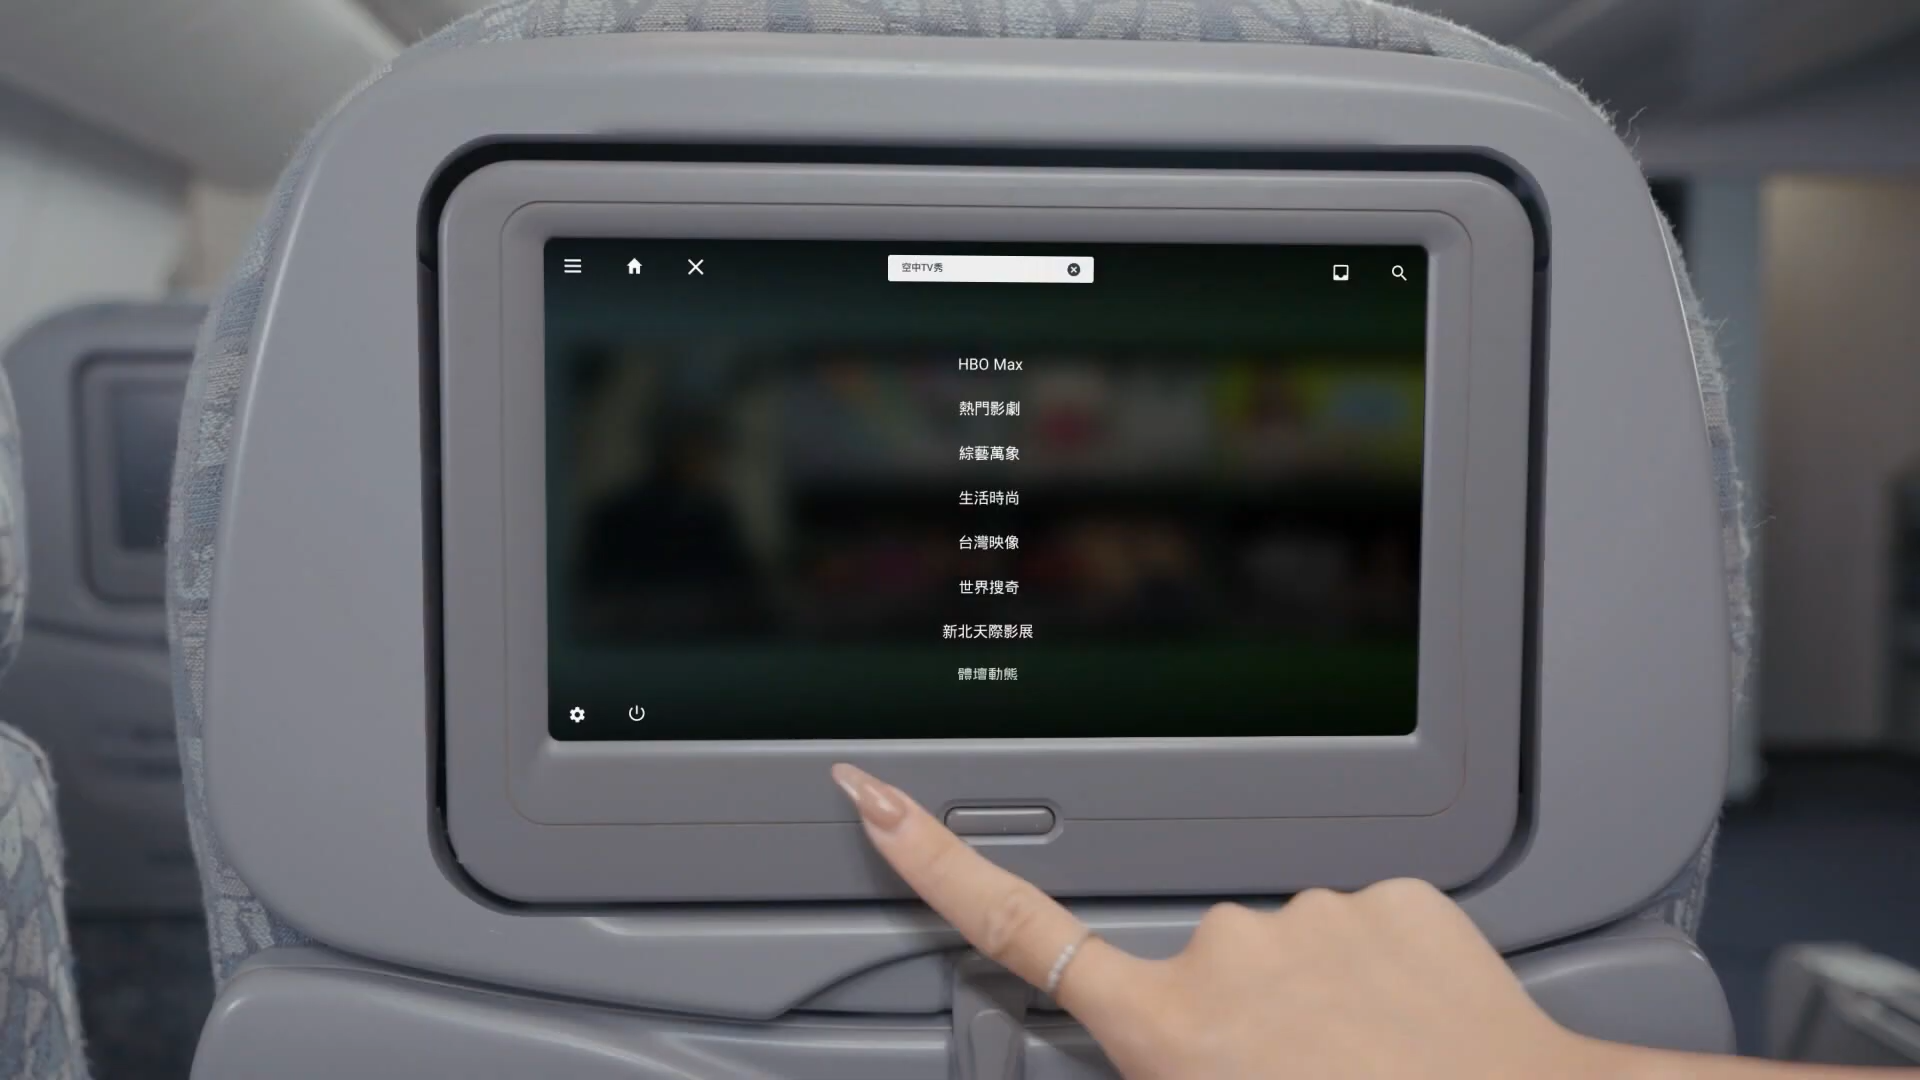 空中TV秀
HBO Max
熱門影劇
綜藝萬象
生活時尚
台灣映像
世界搜奇
新北天際影展
體壇動態